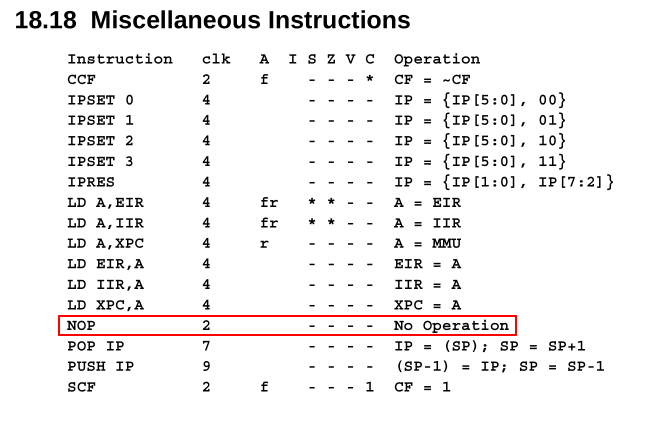 18.18 Miscellaneous Instructions
Instruction clk A I S Z V C Operation
CCF 2 f - - - * CF = ~CF
IPSET 0 4 - - - - IP = {IP[5:0], 00}
IPSET 1 4 - - - - IP = {IP[5:0], 01}
IPSET 2 4 - - - - IP = {IP[5:0], 10}
IPSET 3 4 - - - - IP = {IP[5:0], 11}
IPRES 4 - - - - IP = {IP[1:0], IP[7:2]}
LD A,EIR 4 fr * * - - A = EIR
LD A,IIR 4 fr * * - - A = IIR
LD A,XPC 4 r - - - - A = MMU
LD EIR,A 4 - - - - EIR = A
LD IIR,A 4 - - - - IIR = A
LD XPC,A 4 - - - - XPC = A
NOP 2 - - - - No Operation
POP IP 7 - - - - IP = (SP); SP = SP+1
PUSH IP 9 - - - - (SP-1) = IP; SP = SP-1
SCF 2 f - - - 1 CF = 1